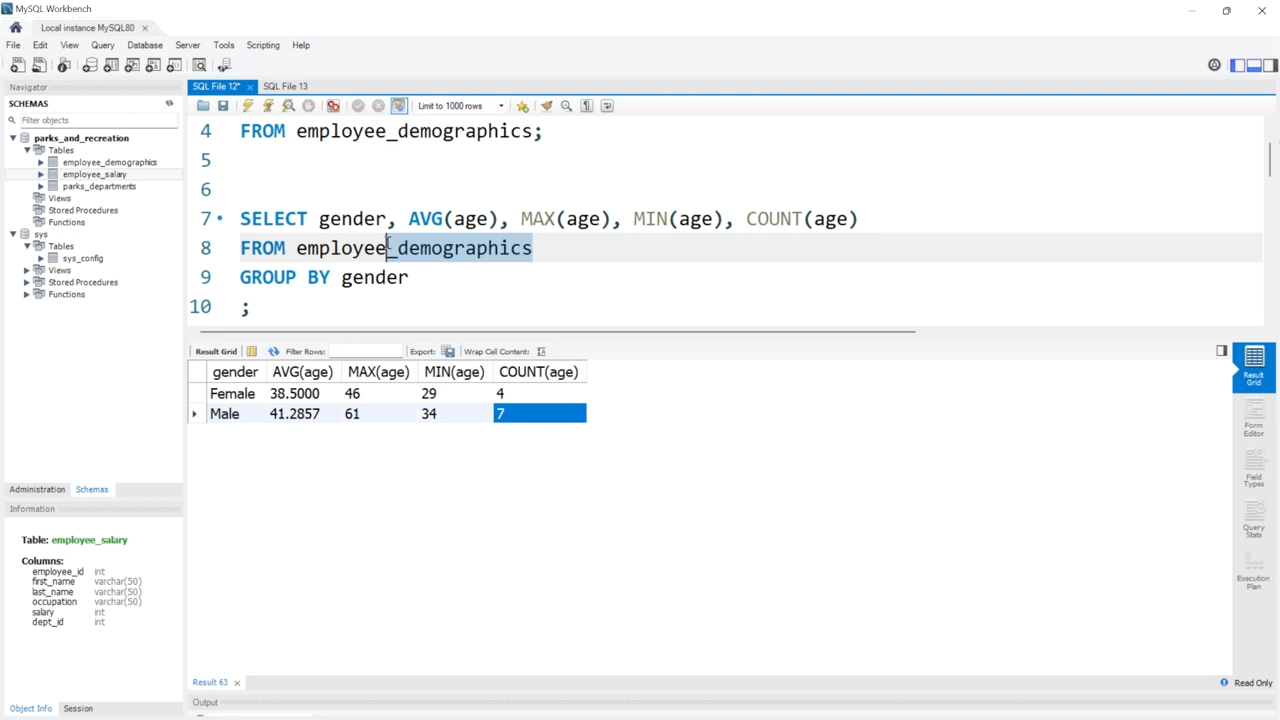 MySQL Workbench
Local instance MySQL80
File Edit View Query Database Server Tools Scripting Help
Navigator
SCHEMAS
Filter objects
parks_and_recreation
Tables
employee_demographics
employee_salary
parks_departments
Views
Stored Procedures
Functions
sys
Tables
sys_config
Views
Stored Procedures
Functions
Administration Schemas
Information
Table: employee_salary
Columns:
employee_id int
first_name varchar(50)
last_name varchar(50)
occupation varchar(50)
salary int
dept_id int
Object Info Session
SQL File 12* SQL File 13
Limit to 1000 rows
4 FROM employee_demographics;
5
6
7 SELECT gender, AVG(age), MAX(age), MIN(age), COUNT(age)
8 FROM employee_demographics
9 GROUP BY gender
10 ;
Result Grid Filter Rows: Export: Wrap Cell Content:
gender AVG(age) MAX(age) MIN(age) COUNT(age)
Female 38.5000 46 29 4
Male 41.2857 61 34 7
Result
Grid
Form
Editor
Field
Types
Query
Stats
Execution
Plan
Result 63
Read Only
Output